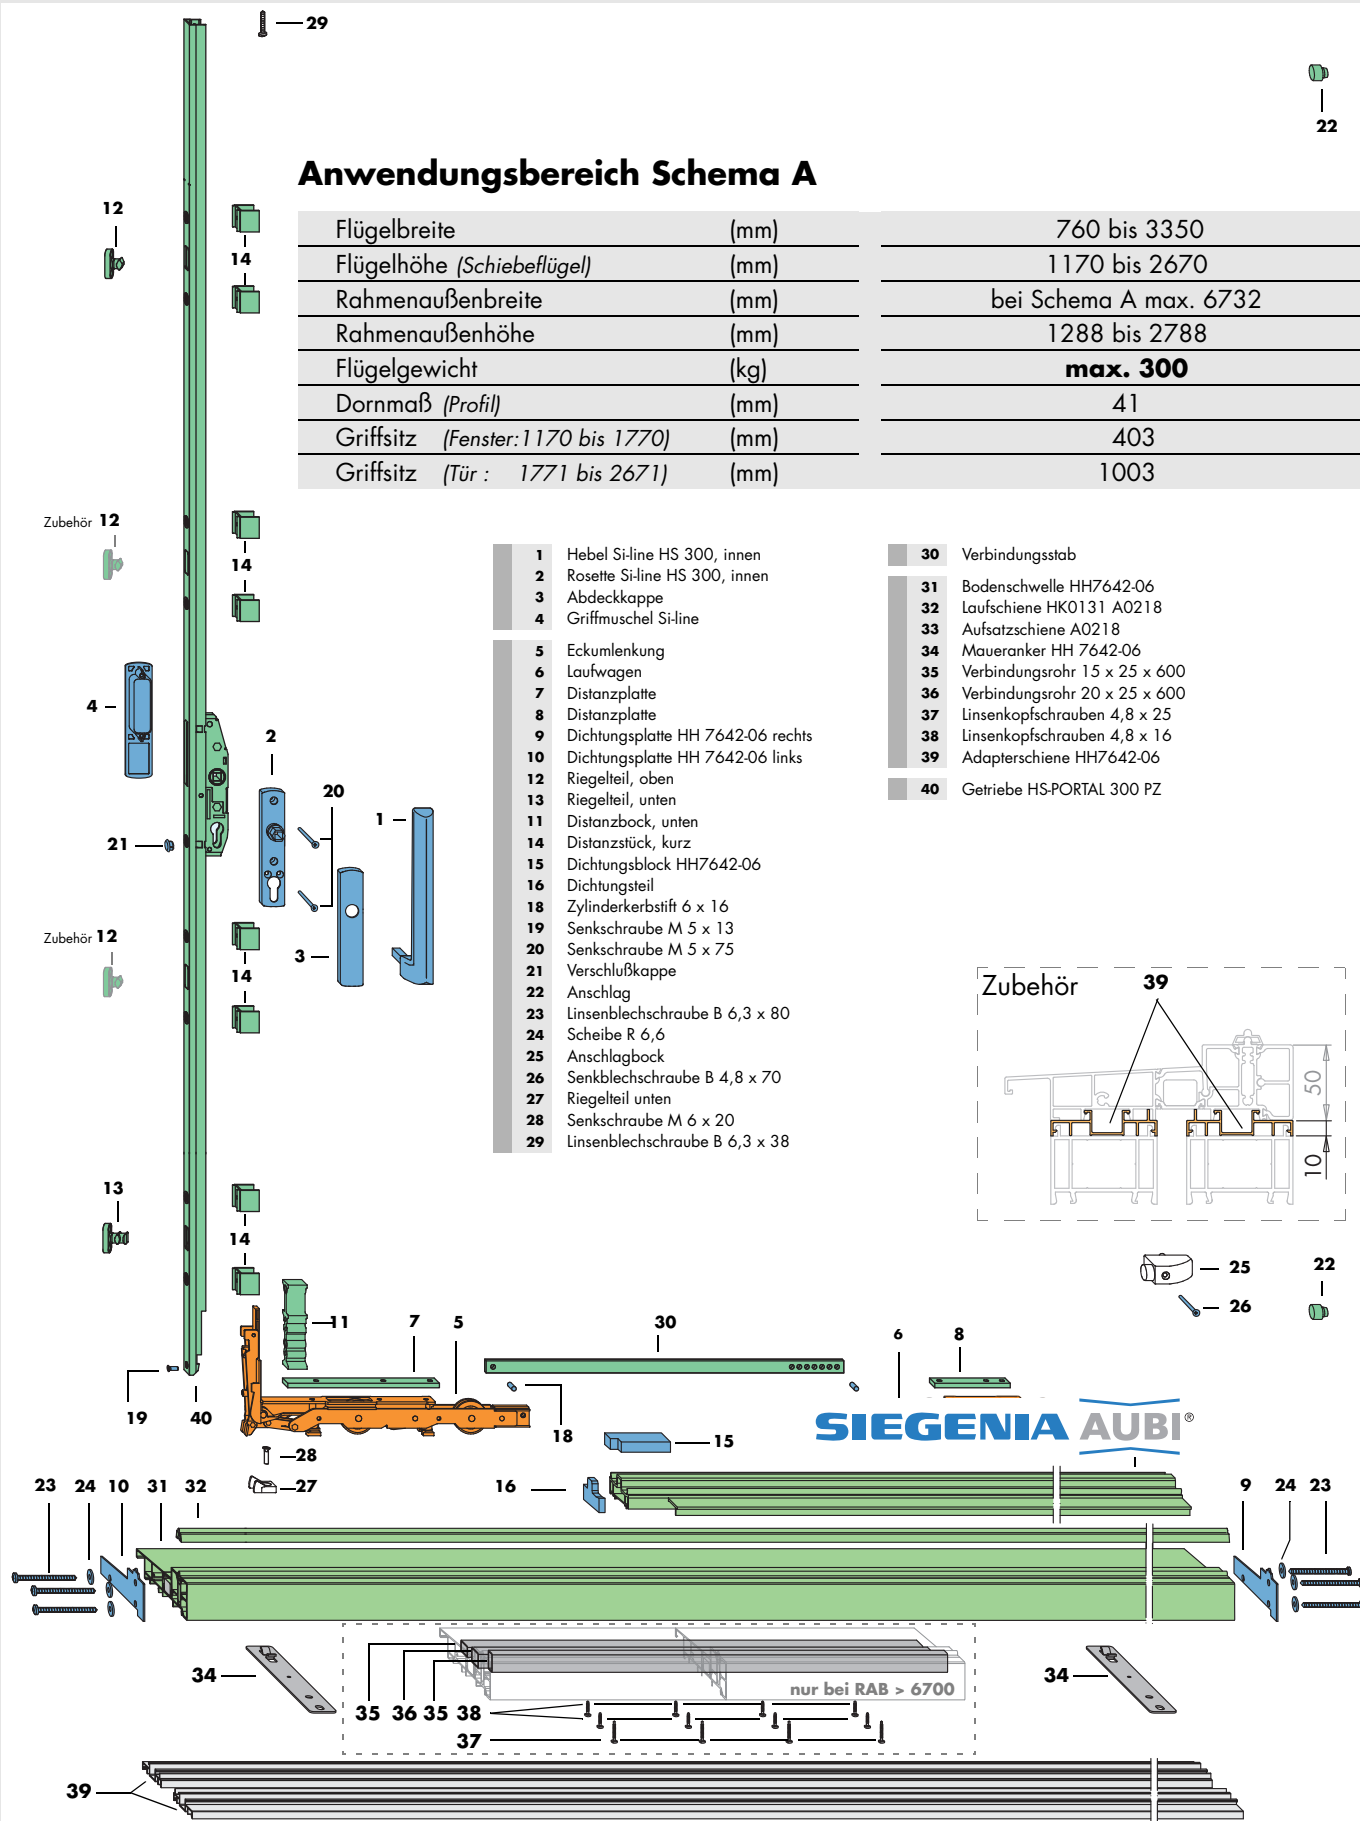 29
22
Anwendungsbereich Schema A
Flügelbreite (mm) 760 bis 3350
Flügelhöhe (Schiebeflügel) (mm) 1170 bis 2670
Rahmenaußenbreite (mm) bei Schema A max. 6732
Rahmenaußenhöhe (mm) 1288 bis 2788
Flügelgewicht (kg) max. 300
Dornmaß (Profil) (mm) 41
Griffsitz (Fenster:1170 bis 1770) (mm) 403
Griffsitz (Tür : 1771 bis 2671) (mm) 1003
12
14
Zubehör 12
14
4
2
20
1
21
3
Zubehör 12
14
13
14
1 Hebel Si-line HS 300, innen
2 Rosette Si-line HS 300, innen
3 Abdeckkappe
4 Griffmuschel Si-line
5 Eckumlenkung
6 Laufwagen
7 Distanzplatte
8 Distanzplatte
9 Dichtungsplatte HH 7642-06 rechts
10 Dichtungsplatte HH 7642-06 links
12 Riegelteil, oben
13 Riegelteil, unten
11 Distanzbock, unten
14 Distanzstück, kurz
15 Dichtungsblock HH7642-06
16 Dichtungsteil
18 Zylinderkerbstift 6 x 16
19 Senkschraube M 5 x 13
20 Senkschraube M 5 x 75
21 Verschlußkappe
22 Anschlag
23 Linsenblechschraube B 6,3 x 80
24 Scheibe R 6,6
25 Anschlagbock
26 Senkblechschraube B 4,8 x 70
27 Riegelteil unten
28 Senkschraube M 6 x 20
29 Linsenblechschraube B 6,3 x 38
30 Verbindungsstab
31 Bodenschwelle HH7642-06
32 Laufschiene HK0131 A0218
33 Aufsatzschiene A0218
34 Maueranker HH 7642-06
35 Verbindungsrohr 15 x 25 x 600
36 Verbindungsrohr 20 x 25 x 600
37 Linsenkopfschrauben 4,8 x 25
38 Linsenkopfschrauben 4,8 x 16
39 Adapterschiene HH7642-06
40 Getriebe HS-PORTAL 300 PZ
Zubehör 39
50
10
25
22
26
11
7
5
30
6
8
19
40
18
SIEGENIA AUBI®
15
28
27
16
23 24 10 31 32
9 24 23
34
35 36 35 38
37
nur bei RAB > 6700
34
39